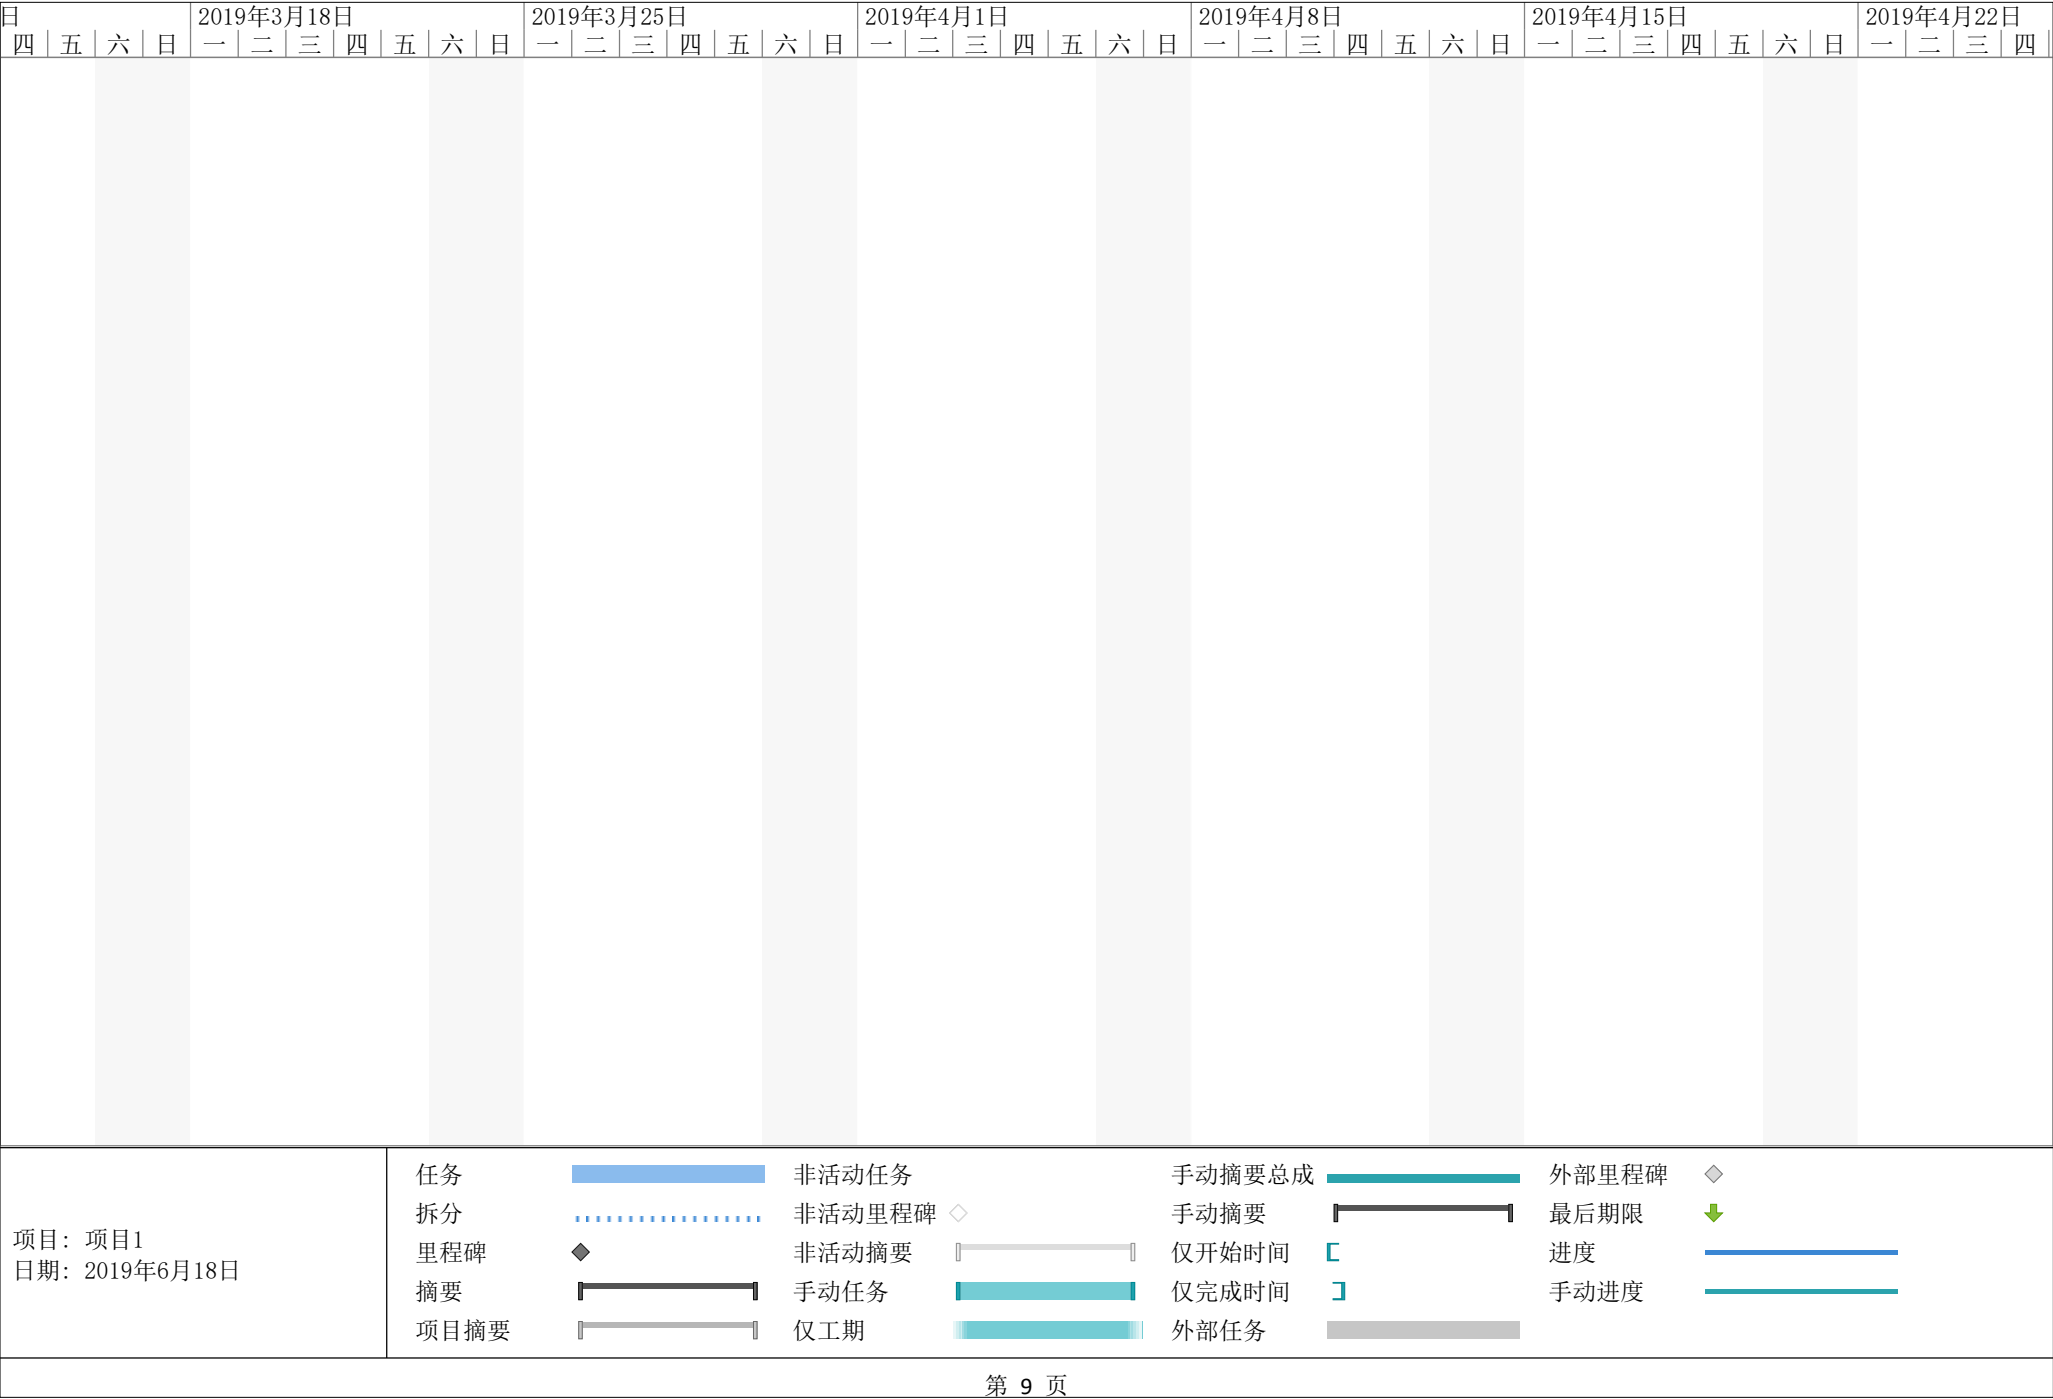 日 2019年3月18日 2019年3月25日 2019年4月1日 2019年4月8日 2019年4月15日 2019年4月22日
四 五 六 日 一 二 三 四 五 六 日 一 二 三 四 五 六 日 一 二 三 四 五 六 日 一 二 三 四 五 六 日 一 二 三 四 五 六 日 一 二 三 四
项目: 项目1
日期: 2019年6月18日
任务
拆分
里程碑
摘要
项目摘要
非活动任务
非活动里程碑
非活动摘要
手动任务
仅工期
手动摘要总成
手动摘要
仅开始时间
仅完成时间
外部任务
外部里程碑
最后期限
进度
手动进度
第 9 页